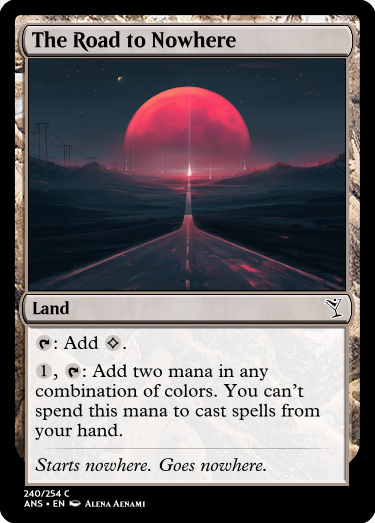 The Road to Nowhere
Land
: Add .
1, : Add two mana in any
combination of colors. You can't
spend this mana to cast spells from
your hand.
Starts nowhere. Goes nowhere.
240/254 C
ANS • EN Alena Aenami